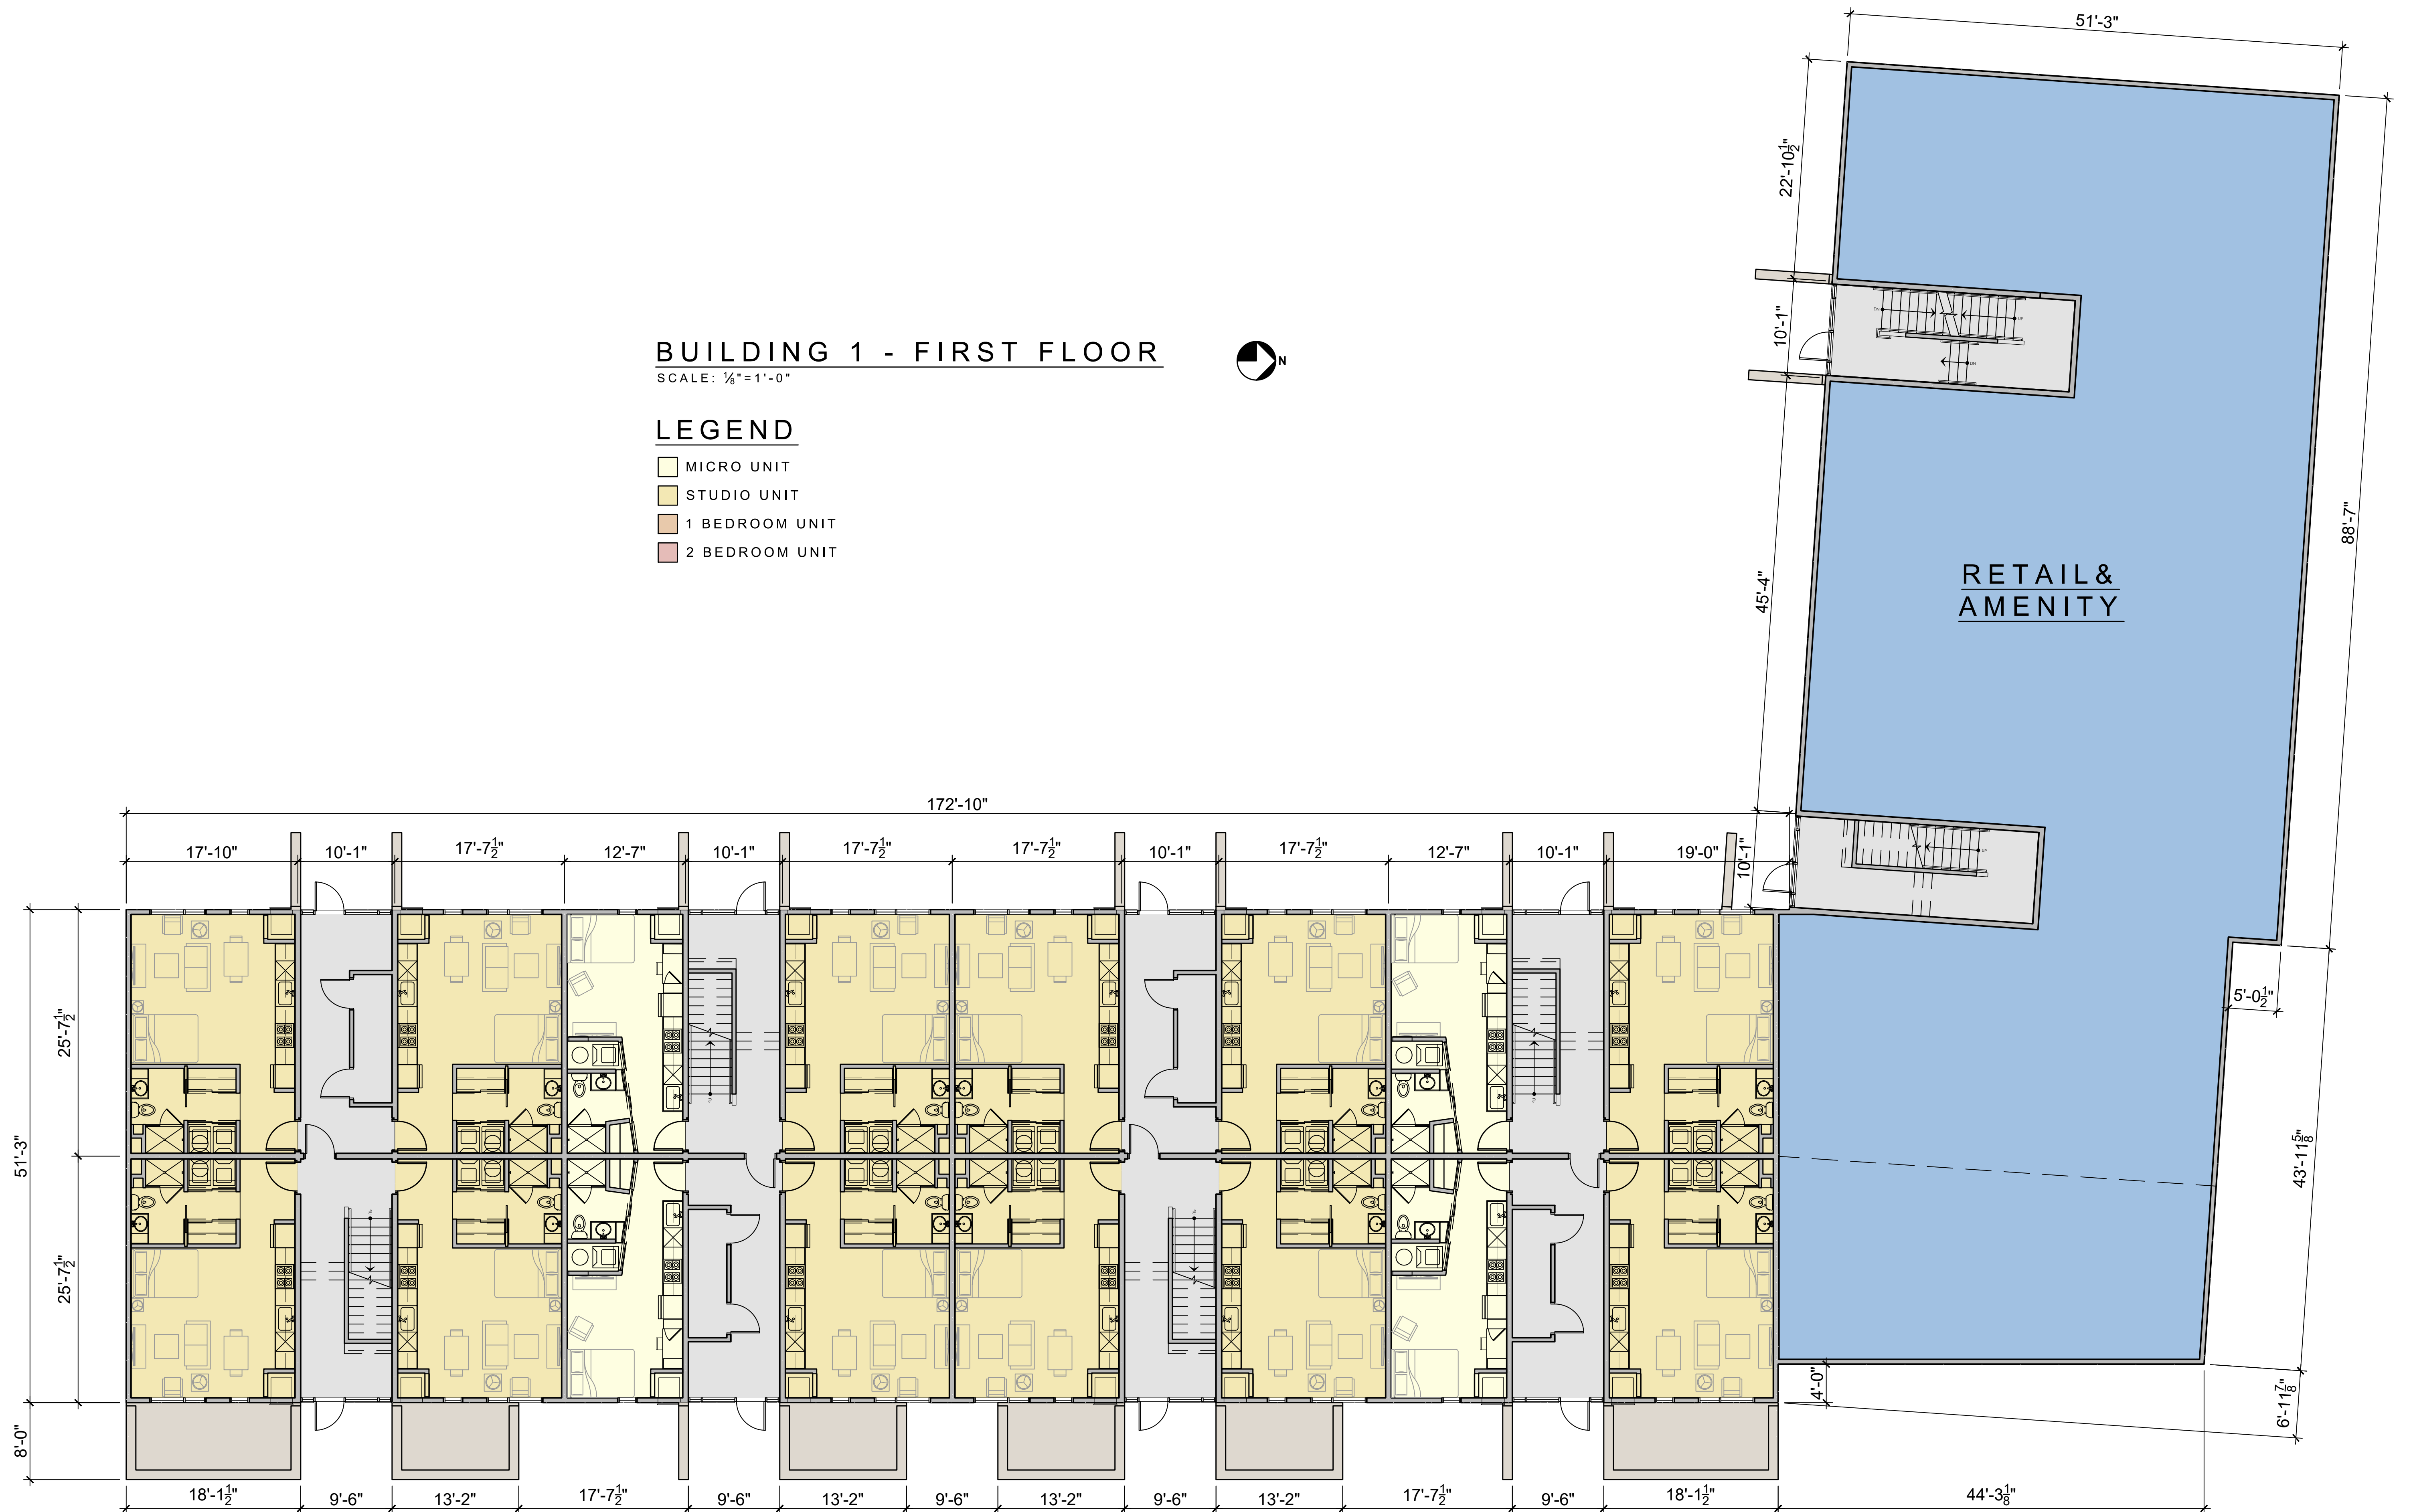 51'-3"
22'-10½"
10'-1"
45'-4"
88'-7"
BUILDING 1 - FIRST FLOOR
SCALE: ⅛"=1'-0"
N
LEGEND
MICRO UNIT
STUDIO UNIT
1 BEDROOM UNIT
2 BEDROOM UNIT
DN
UP
DN
RETAIL&
AMENITY
172'-10"
17'-10"
10'-1"
17'-7½"
12'-7"
10'-1"
17'-7½"
17'-7½"
10'-1"
17'-7½"
12'-7"
10'-1"
19'-0"
10'-1"
UP
25'-7½"
25'-7½"
51'-3"
8'-0"
5'-0½"
43'-11⅝"
4'-0"
6'-11⅞"
18'-1½"
9'-6"
13'-2"
17'-7½"
9'-6"
13'-2"
9'-6"
13'-2"
9'-6"
13'-2"
17'-7½"
9'-6"
18'-1½"
44'-3⅛"